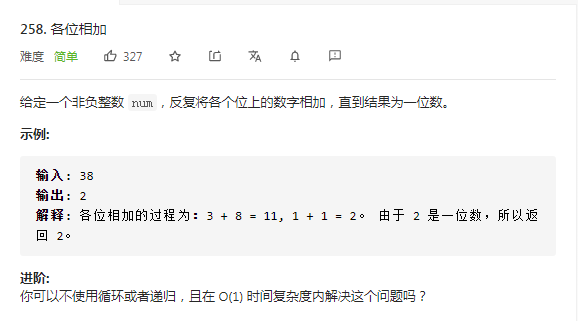 258. 各位相加
难度 简单 327
给定一个非负整数 num，反复将各个位上的数字相加，直到结果为一位数。
示例:
输入: 38
输出: 2
解释: 各位相加的过程为：3 + 8 = 11, 1 + 1 = 2。 由于 2 是一位数，所以返
回 2。
进阶:
你可以不使用循环或者递归，且在 O(1) 时间复杂度内解决这个问题吗？